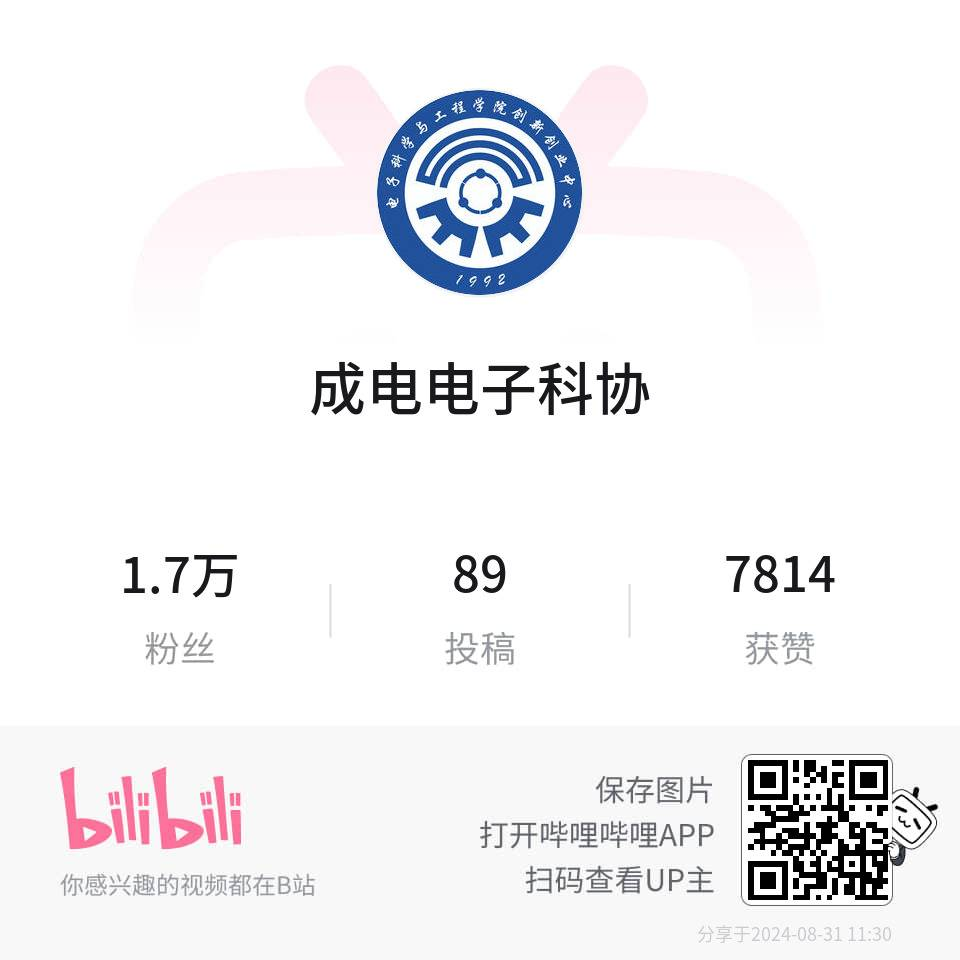 电子科学与工程学院创新创业中心
1992
成电电子科协
1.7万
89
7814
粉丝
投稿
获赞
bilibili
你感兴趣的视频都在B站
保存图片
打开哔哩哔哩APP
扫码查看UP主
分享于2024-08-31 11:30